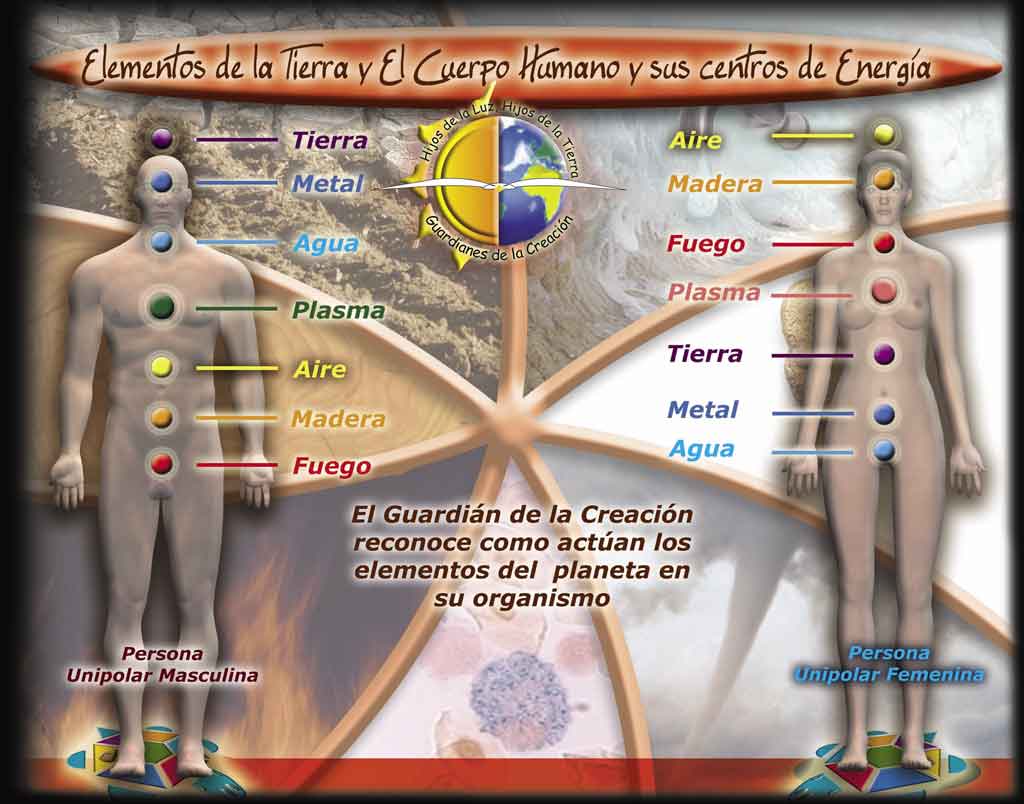 Elementos de la Tierra y El Cuerpo Humano y sus centros de Energía
Hijos de la Luz, Hijos de la Tierra
Guardianes de la Creación
Tierra
Metal
Agua
Plasma
Aire
Madera
Fuego
Aire
Madera
Fuego
Plasma
Tierra
Metal
Agua
El Guardián de la Creación
reconoce como actúan los
elementos del planeta en
su organismo
Persona
Unipolar Masculina
Persona
Unipolar Femenina